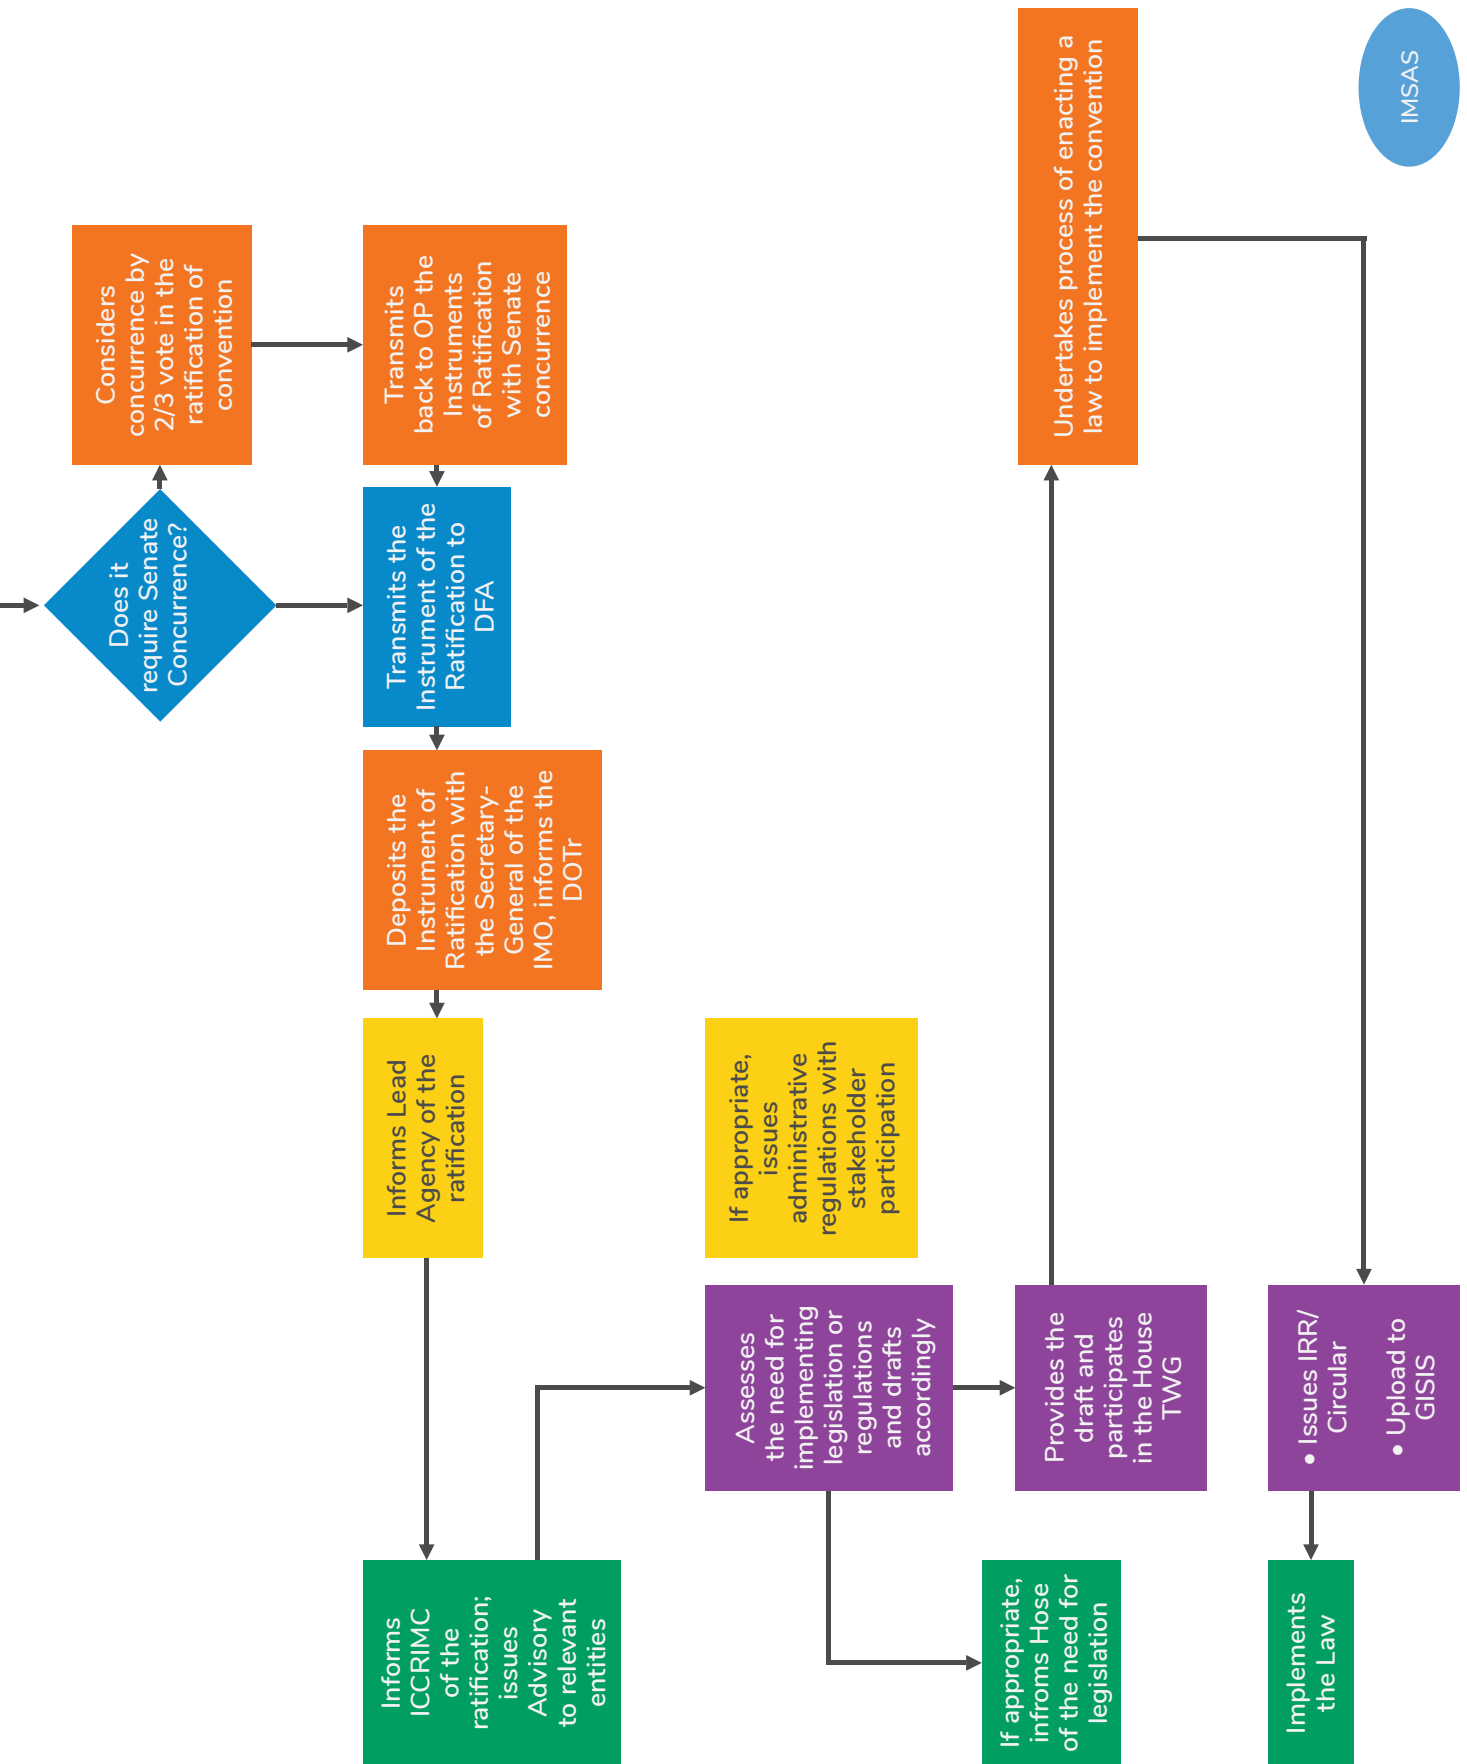 Does it
require Senate
Concurrence?
Considers
concurrence by
2/3 vote in the
ratification of
convention
Transmits
back to OP the
Instruments
of Ratification
with Senate
concurrence
Transmits the
Instrument of the
Ratification to
DFA
Deposits the
Instrument of
Ratification with
the Secretary-
General of the
IMO, informs the
DOTr
Informs Lead
Agency of the
ratification
Informs
ICCRIMC
of the
ratification;
issues
Advisory
to relevant
entities
If appropriate,
issues
administrative
regulations with
stakeholder
participation
Assesses
the need for
implementing
legislation or
regulations
and drafts
accordingly
If appropriate,
infroms Hose
of the need for
legislation
Provides the
draft and
participates
in the House
TWG
Undertakes process of enacting a
law to implement the convention
• Issues IRR/
Circular
• Upload to
GISIS
Implements
the Law
IMSAS